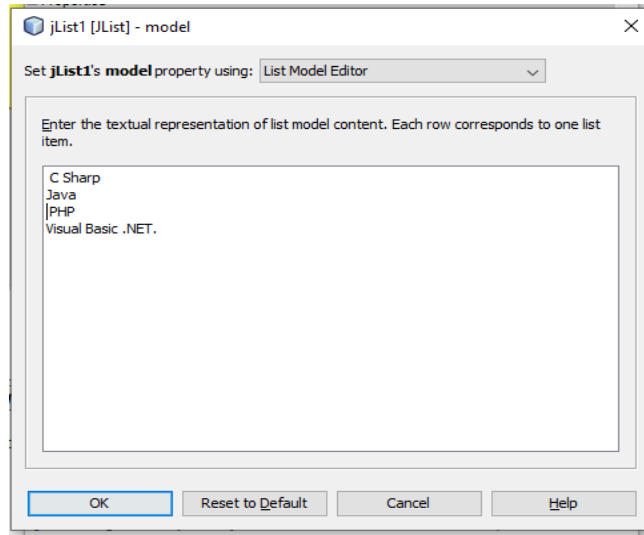 jList1 [JList] - model
Set jList1's model property using: List Model Editor
Enter the textual representation of list model content. Each row corresponds to one list
item.
C Sharp
Java
PHP
Visual Basic .NET.
OK Reset to Default Cancel Help